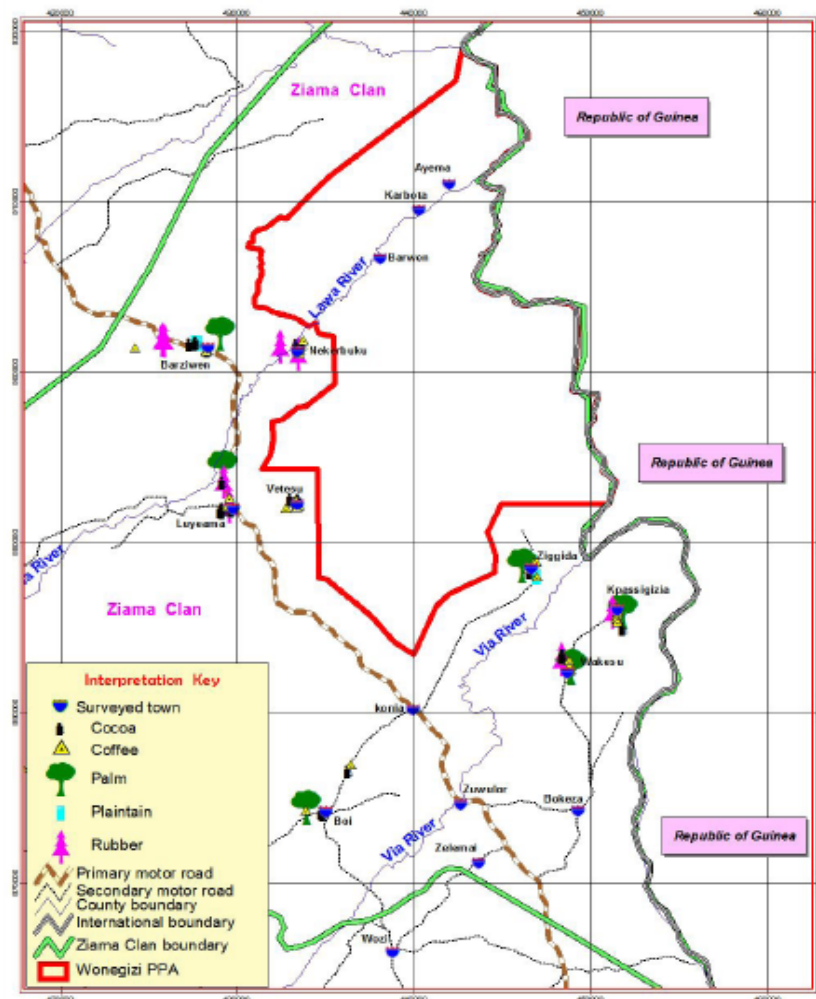 Ziama Clan
Republic of Guinea
Ayema
Karbota
Barwon
Lawa River
Nekerbuku
Barziwen
Republic of Guinea
Vetesu
Luyeama
Ziggida
River
Kpassigizia
Ziama Clan
Via River
Wakesu
Interpretation Key
Surveyed town
Cocoa
Coffee
Palm
Plaintain
Rubber
Primary motor road
Secondary motor road
County boundary
International boundary
Ziama Clan boundary
Wonegizi PPA
konia
Zuwulor
Bokeza
Boi
Via River
Zelemai
Republic of Guinea
Wozi